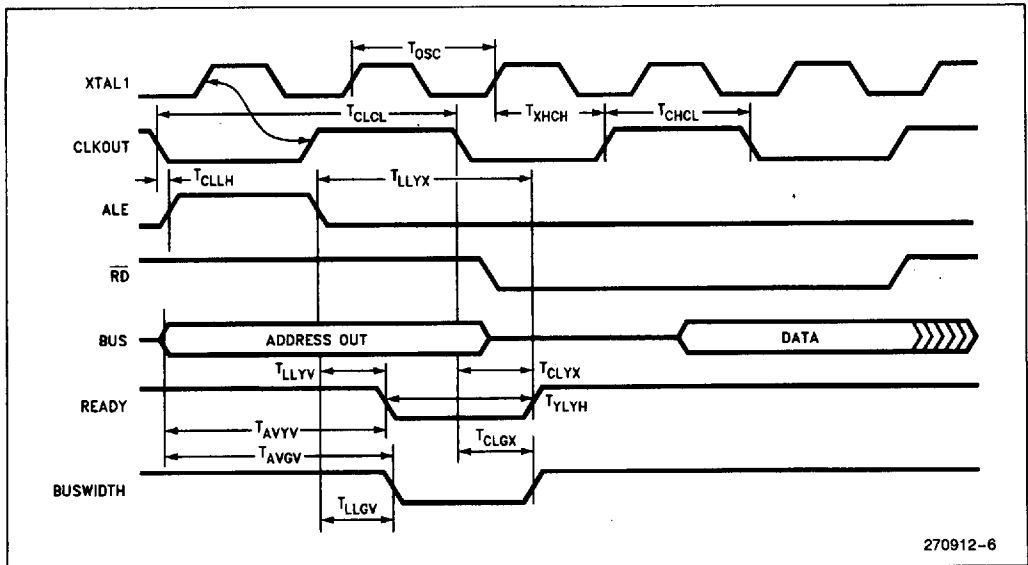 TOSC
XTAL1
TCLCL
TXHCH
TCHCL
CLKOUT
TCLLH
TLLYX
ALE
RD
BUS
ADDRESS OUT
DATA
TLLYV
TCLYX
READY
TYLYH
TAVYV
TCLGX
TAVGV
BUSWIDTH
TLLGV
270912-6